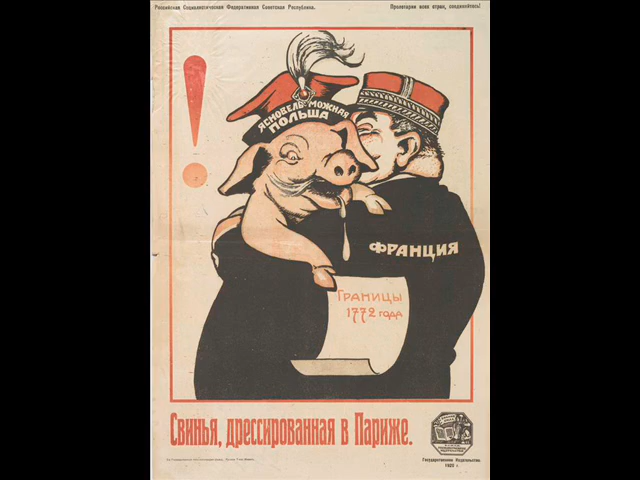 Российская Социалистическая Федеративная Советская Республика.
Пролетарии всех стран, соединяйтесь!
!
ЯСНОВЕЛЬМОЖНАЯ
ПОЛЬША
ФРАНЦИЯ
ГРАНИЦЫ
1772 ГОДА
Свинья, дрессированная в Париже.
Государственное Издательство.
1920 г.